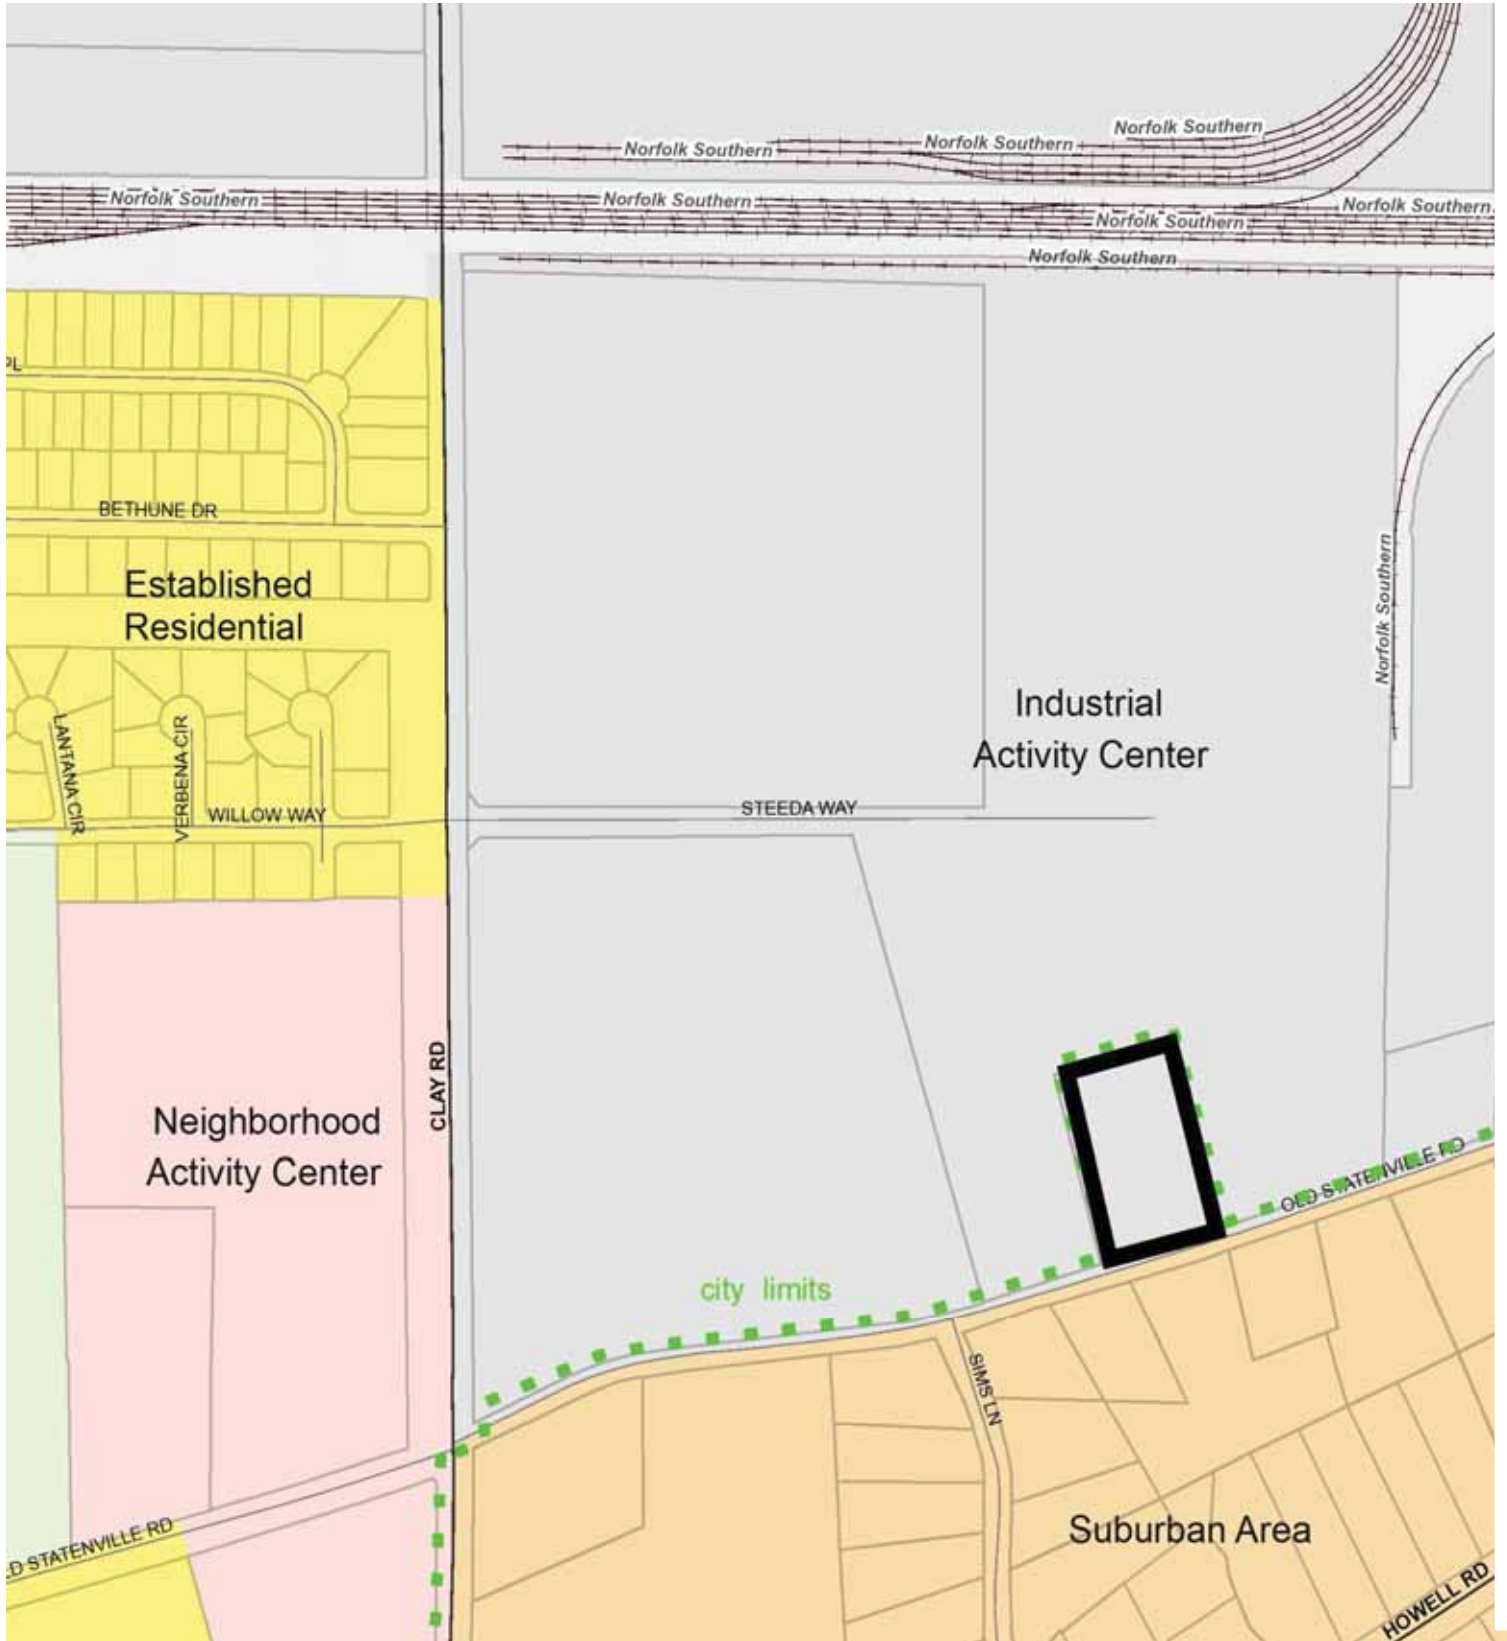 Norfolk Southern
Norfolk Southern
Norfolk Southern
Norfolk Southern
Norfolk Southern
Norfolk Southern
Norfolk Southern
Norfolk Southern
PL
BETHUNE DR
Established
Residential
Norfolk Southern
Industrial
Activity Center
LANTANA CIR
VERBENA CIR
WILLOW WAY
STEEDA WAY
CLAY RD
Neighborhood
Activity Center
OLD STATENVILLE RD
city limits
SIMS LN
Suburban Area
LD STATENVILLE RD
HOWELL RD